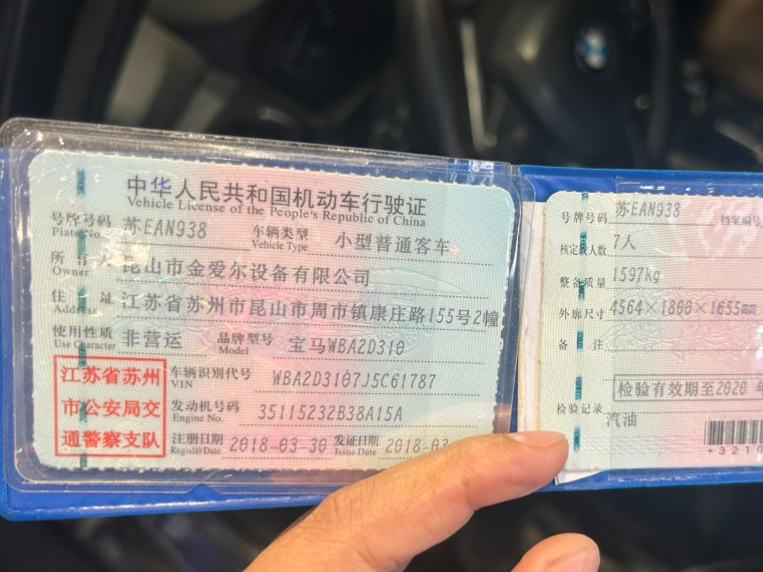 中华人民共和国机动车行驶证
Vehicle License of the People's Republic of China
号牌号码 苏EAN938 车辆类型 小型普通客车
Plate No. Vehicle Type
所有人 昆山市金爱尔设备有限公司
Owner
住址 江苏省苏州市昆山市周市镇康庄路155号2幢
Address
使用性质 非营运 品牌型号 宝马WBA2D310
Use Character Model
江苏省苏州
市公安局交
通警察支队
车辆识别代号 WBA2D3107J5C61787
VIN
发动机号码 35115232B38A15A
Engine No.
注册日期 2018-03-30 发证日期 2018-03
Register Date Issue Date
号牌号码 苏EAN938 档案编号
核定载人数 7人
整备质量 1597kg
外廓尺寸 4564×1800×1655
备注
检验有效期至2020年
检验记录
汽油
*3210